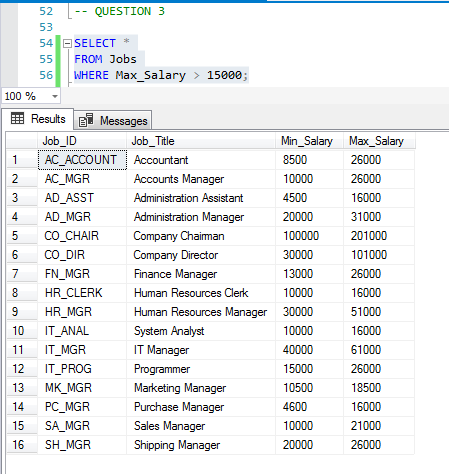 52 -- QUESTION 3
53
54 SELECT *
55 FROM Jobs
56 WHERE Max_Salary > 15000;
100 %
Results Messages
Job_ID Job_Title Min_Salary Max_Salary
1 AC_ACCOUNT Accountant 8500 26000
2 AC_MGR Accounts Manager 10000 26000
3 AD_ASST Administration Assistant 4500 16000
4 AD_MGR Administration Manager 20000 31000
5 CO_CHAIR Company Chairman 100000 201000
6 CO_DIR Company Director 30000 101000
7 FN_MGR Finance Manager 13000 26000
8 HR_CLERK Human Resources Clerk 10000 16000
9 HR_MGR Human Resources Manager 30000 51000
10 IT_ANAL System Analyst 10000 16000
11 IT_MGR IT Manager 40000 61000
12 IT_PROG Programmer 15000 26000
13 MK_MGR Marketing Manager 10500 18500
14 PC_MGR Purchase Manager 4600 16000
15 SA_MGR Sales Manager 10000 21000
16 SH_MGR Shipping Manager 20000 26000